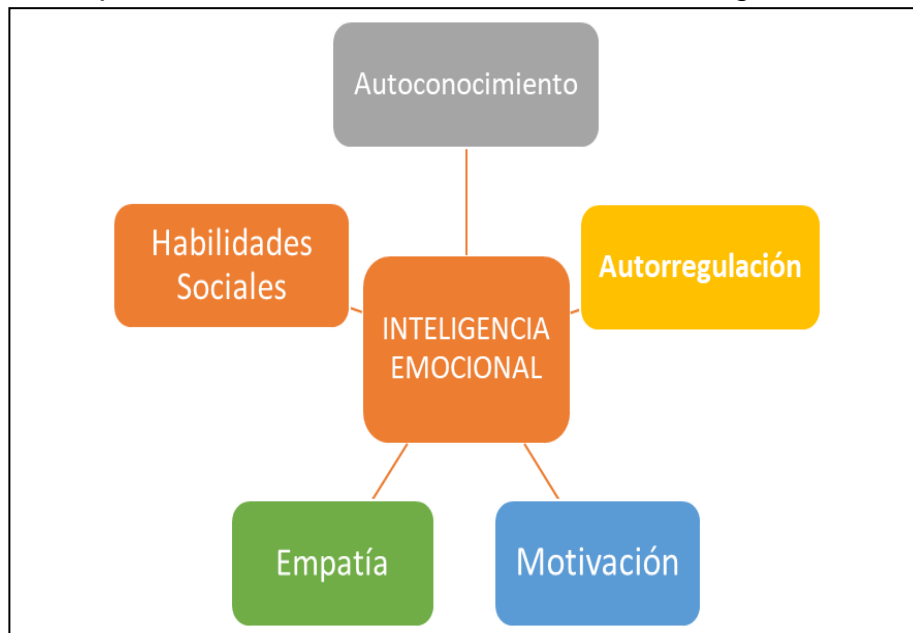 Autoconocimiento
Habilidades
Sociales
Autorregulación
INTELIGENCIA
EMOCIONAL
Empatía
Motivación